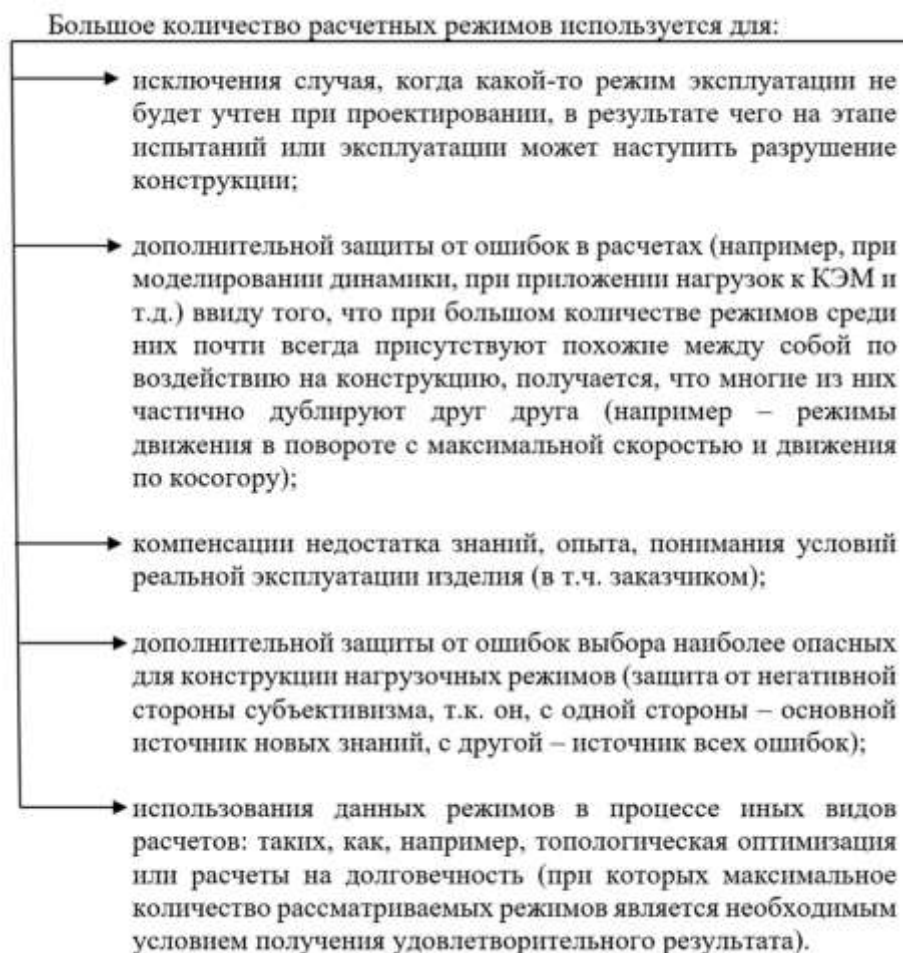 Большое количество расчетных режимов используется для:
исключения случая, когда какой-то режим эксплуатации не
будет учтен при проектировании, в результате чего на этапе
испытаний или эксплуатации может наступить разрушение
конструкции;
дополнительной защиты от ошибок в расчетах (например, при
моделировании динамики, при приложении нагрузок к КЭМ и
т.д.) ввиду того, что при большом количестве режимов среди
них почти всегда присутствуют похожие между собой по
воздействию на конструкцию, получается, что многие из них
частично дублируют друг друга (например – режимы
движения в повороте с максимальной скоростью и движения
по косогору);
компенсации недостатка знаний, опыта, понимания условий
реальной эксплуатации изделия (в т.ч. заказчиком);
дополнительной защиты от ошибок выбора наиболее опасных
для конструкции нагрузочных режимов (защита от негативной
стороны субъективизма, т.к. он, с одной стороны – основной
источник новых знаний, с другой – источник всех ошибок);
использования данных режимов в процессе иных видов
расчетов: таких, как, например, топологическая оптимизация
или расчеты на долговечность (при которых максимальное
количество рассматриваемых режимов является необходимым
условием получения удовлетворительного результата).